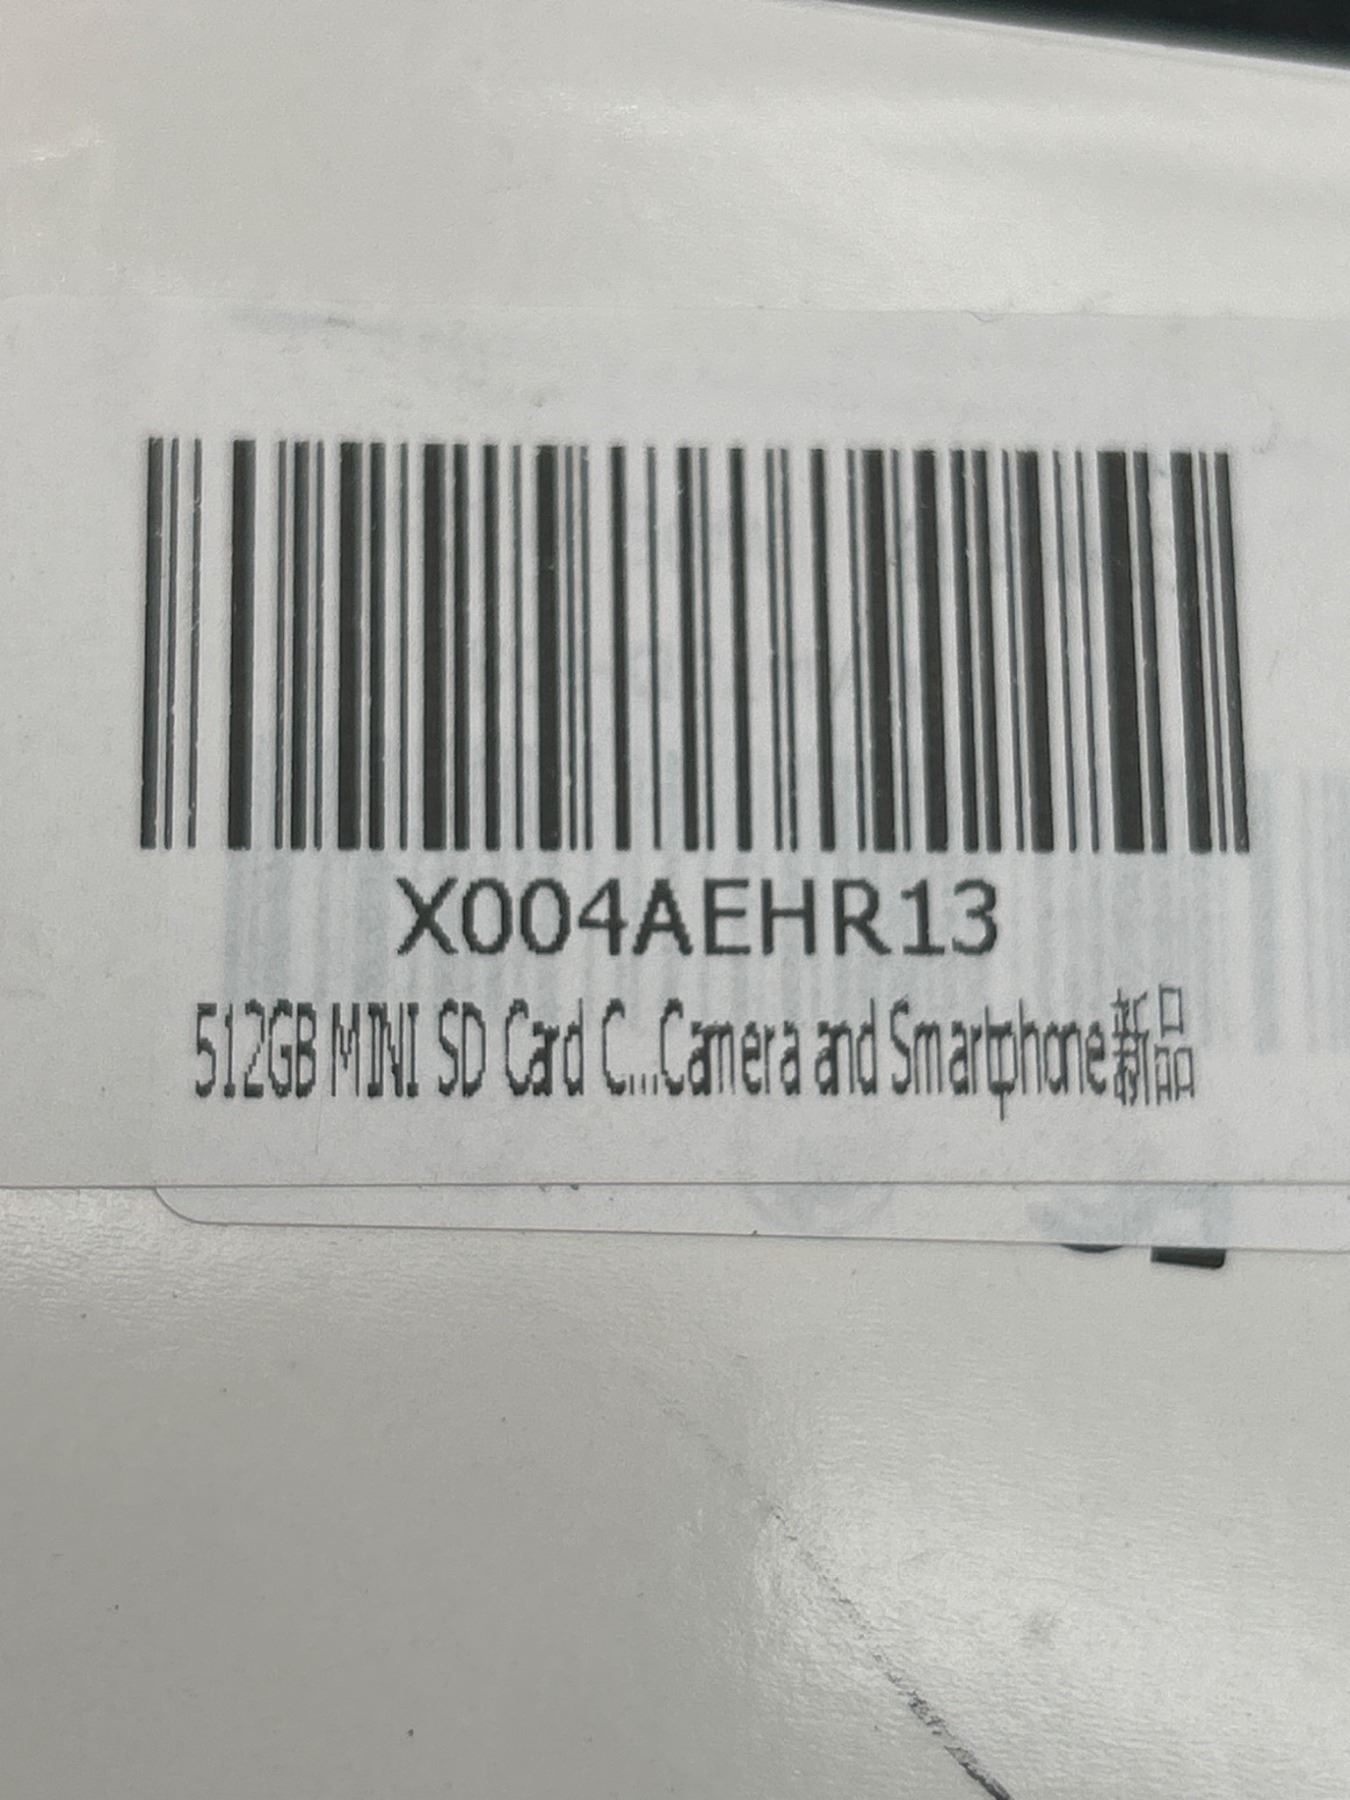 X004AEHR13
512GB MINI SD Card C...Camera and Smartphone新品